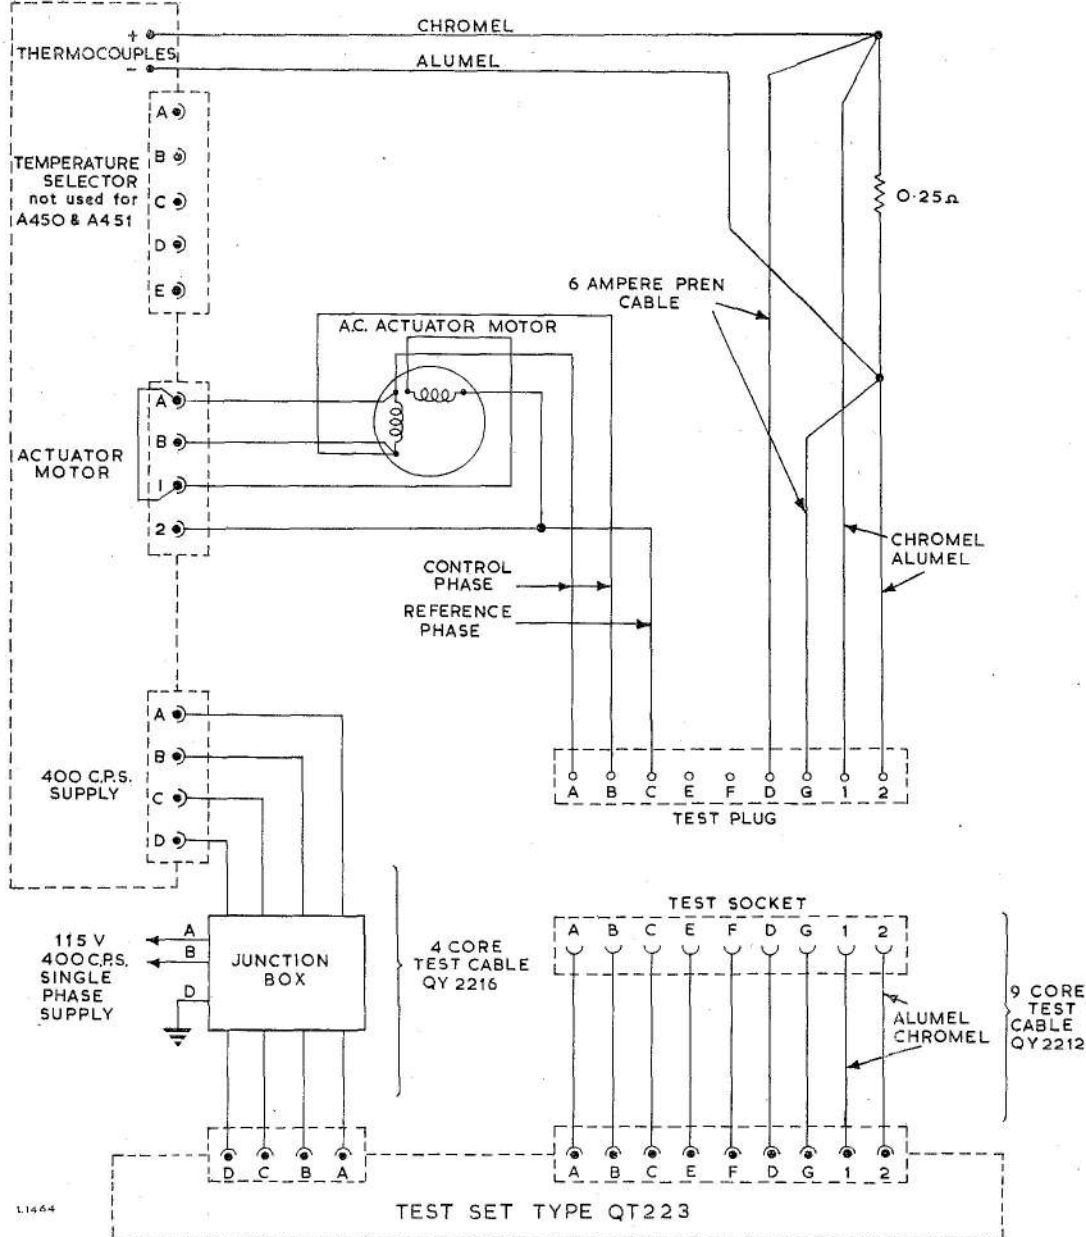 CHROMEL
+
THERMOCOUPLES
-
ALUMEL
A
B
C
D
E
TEMPERATURE
SELECTOR
not used for
A450 & A451
0·25Ω
6 AMPERE PREN
CABLE
A.C. ACTUATOR MOTOR
A
B
1
2
ACTUATOR
MOTOR
CHROMEL
ALUMEL
CONTROL
PHASE
REFERENCE
PHASE
A
B
C
D
400 C.P.S.
SUPPLY
A B C E F D G 1 2
TEST PLUG
TEST SOCKET
A B C E F D G 1 2
115 V
400 C.P.S.
SINGLE
PHASE
SUPPLY
A
B
D
JUNCTION
BOX
4 CORE
TEST CABLE
QY 2216
ALUMEL
CHROMEL
9 CORE
TEST
CABLE
QY2212
D C B A
A B C E F D G 1 2
L1464
TEST SET TYPE QT223